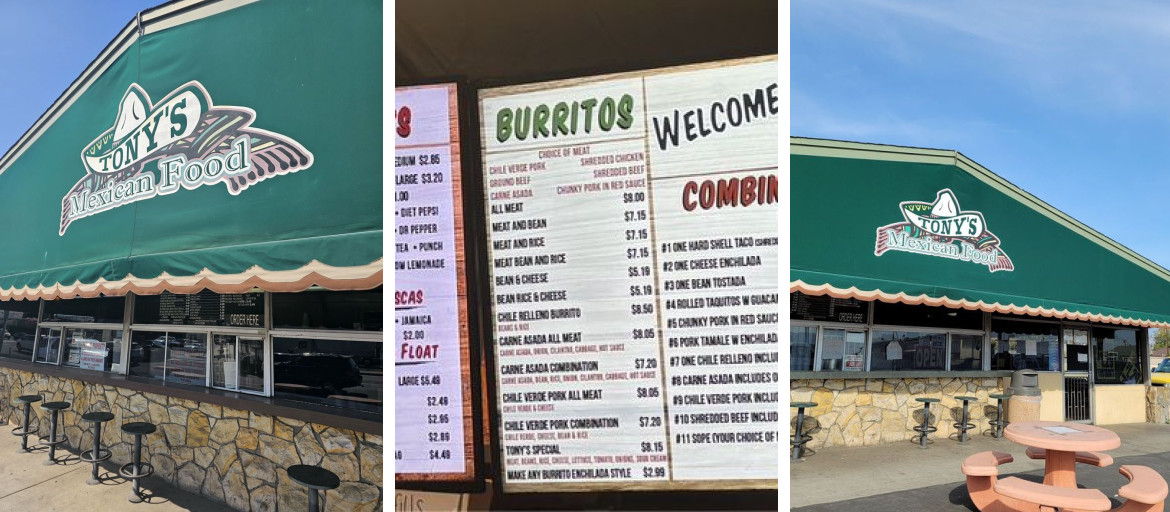 TONY'S
Mexican Food
ORDER HERE
S
EDIUM $2.65
LARGE $3.20
• DIET PEPSI
• DR PEPPER
TEA • PUNCH
LEMONADE
JAMAICA
$2.00
FLOAT
LARGE $5.49
$2.49
$2.95
$2.89
$4.49
BURRITOS
CHOICE OF MEAT
CHILE VERDE PORK SHREDDED CHICKEN
GROUND BEEF SHREDDED BEEF
CARNE ASADA CHUNKY PORK IN RED SAUCE
ALL MEAT $8.00
MEAT AND BEAN $7.15
MEAT AND RICE $7.15
MEAT BEAN AND RICE $7.15
BEAN & CHEESE $5.19
BEAN RICE & CHEESE $5.19
CHILE RELLENO BURRITO $8.50
BEANS & RICE
CARNE ASADA ALL MEAT $8.05
CARNE ASADA, ONION, CILANTRO, CABBAGE, HOT SAUCE
CARNE ASADA COMBINATION $7.20
CARNE ASADA, BEAN, RICE, ONION, CILANTRO, CABBAGE, HOT SAUCE
CHILE VERDE PORK ALL MEAT $8.05
CHILE VERDE & CHEESE
CHILE VERDE PORK COMBINATION $7.20
CHILE VERDE, CHEESE, BEAN & RICE
TONY'S SPECIAL $8.15
MEAT, BEANS, RICE, CHEESE, LETTUCE, TOMATO, ONIONS, SOUR CREAM
MAKE ANY BURRITO ENCHILADA STYLE $2.99
WELCOME
COMBIN
#1 ONE HARD SHELL TACO
#2 ONE CHEESE ENCHILADA
#3 ONE BEAN TOSTADA
#4 ROLLED TAQUITOS W GUACA
#5 CHUNKY PORK IN RED SAUC
#6 PORK TAMALE W ENCHILAD
#7 ONE CHILE RELLENO INCLU
#8 CARNE ASADA INCLUDES O
#9 CHILE VERDE PORK INCLUD
#10 SHREDDED BEEF INCLUD
#11 SOPE (YOUR CHOICE OF
TONY'S
Mexican Food
ORDER HERE
OPEN